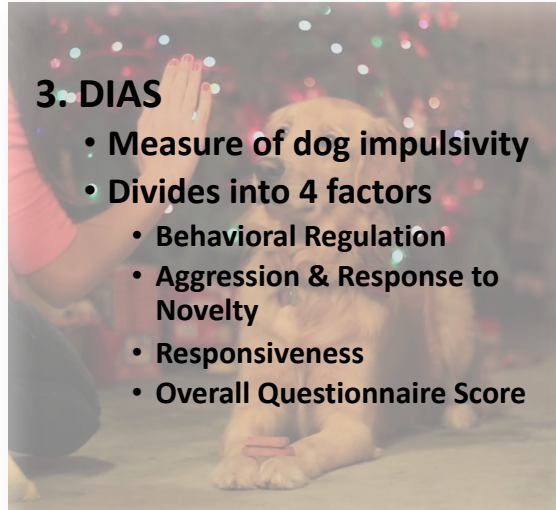 3. DIAS
• Measure of dog impulsivity
• Divides into 4 factors
• Behavioral Regulation
• Aggression & Response to
Novelty
• Responsiveness
• Overall Questionnaire Score